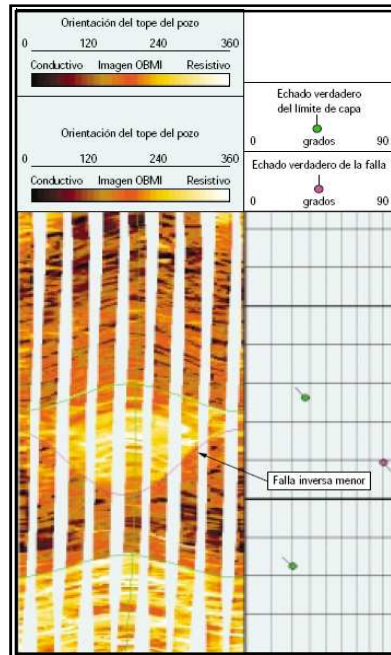 Orientación del tope del pozo
0 120 240 360
Conductivo Imagen OBMI Resistivo
Orientación del tope del pozo
0 120 240 360
Conductivo Imagen OBMI Resistivo
Echado verdadero
del límite de capa
0 grados 90
Echado verdadero de la falla
0 grados 90
Falla inversa menor